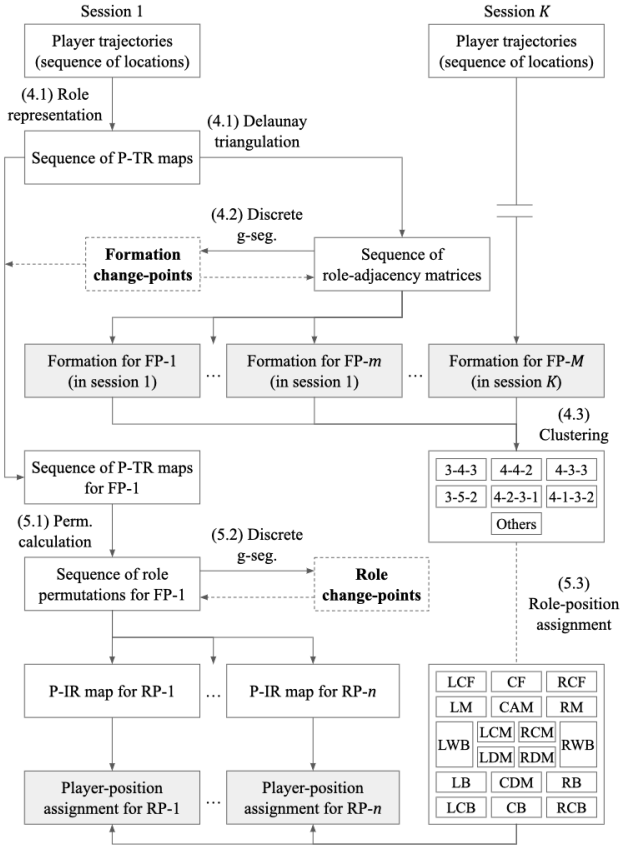 Session 1
Session K
Player trajectories
(sequence of locations)
Player trajectories
(sequence of locations)
(4.1) Role
representation
(4.1) Delaunay
triangulation
Sequence of P-TR maps
(4.2) Discrete
g-seg.
Formation
change-points
Sequence of
role-adjacency matrices
Formation for FP-1
(in session 1)
...
Formation for FP-m
(in session 1)
...
Formation for FP-M
(in session K)
(4.3)
Clustering
Sequence of P-TR maps
for FP-1
3-4-3
4-4-2
4-3-3
3-5-2
4-2-3-1
4-1-3-2
Others
(5.1) Perm.
calculation
(5.2) Discrete
g-seg.
Sequence of role
permutations for FP-1
Role
change-points
(5.3)
Role-position
assignment
P-IR map for RP-1
...
P-IR map for RP-n
LCF
CF
RCF
LM
CAM
RM
LWB
LCM
RCM
RWB
LDM
RDM
LB
CDM
RB
LCB
CB
RCB
Player-position
assignment for RP-1
...
Player-position
assignment for RP-n